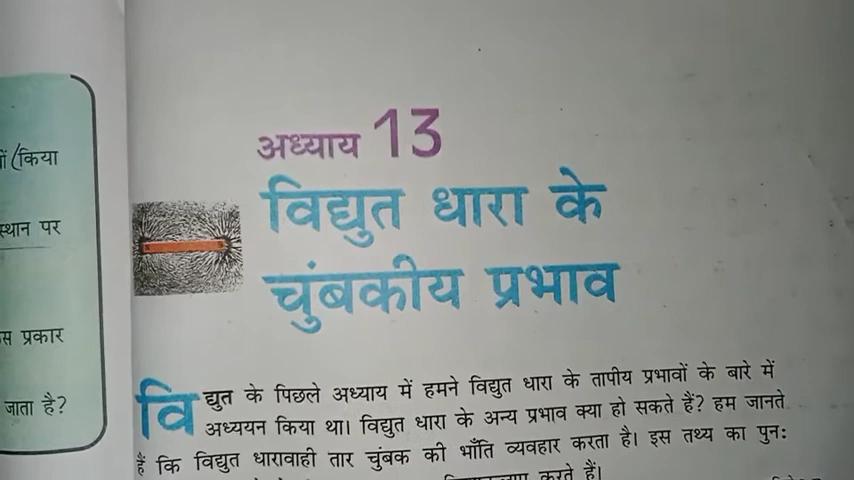 अध्याय 13
विद्युत धारा के
चुंबकीय प्रभाव
विद्युत के पिछले अध्याय में हमने विद्युत धारा के तापीय प्रभावों के बारे में
अध्ययन किया था। विद्युत धारा के अन्य प्रभाव क्या हो सकते हैं? हम जानते
हैं कि विद्युत धारावाही तार चुंबक की भाँति व्यवहार करता है। इस तथ्य का पुनः
करते हैं।
(किया
स्थान पर
प्रकार
जाता है?